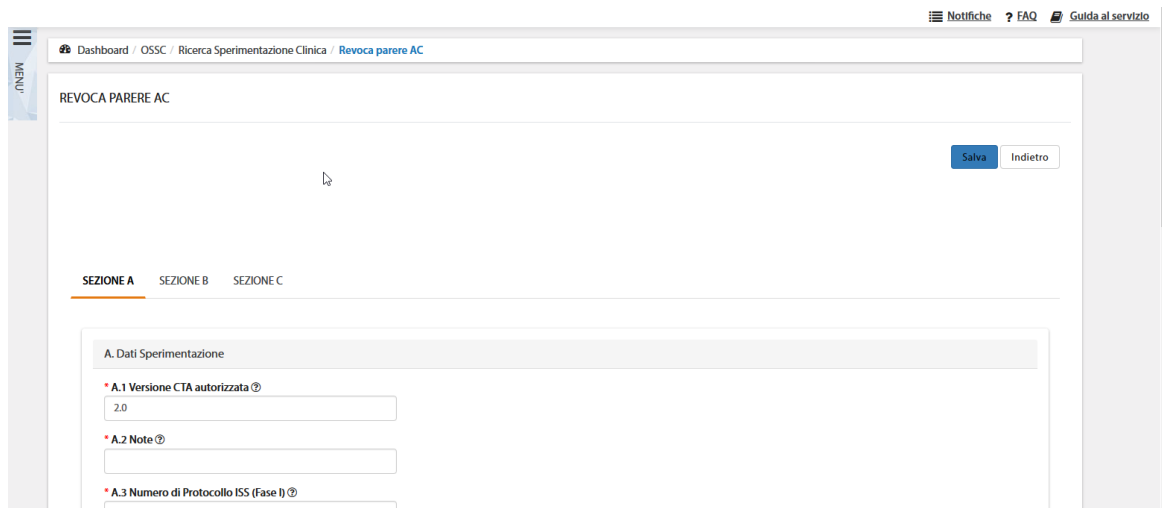 Notifiche ? FAQ Guida al servizio
MENU'
Dashboard / OSSC / Ricerca Sperimentazione Clinica / Revoca parere AC
REVOCA PARERE AC
Salva Indietro
SEZIONE A SEZIONE B SEZIONE C
A. Dati Sperimentazione
* A.1 Versione CTA autorizzata ?
2.0
* A.2 Note ?
* A.3 Numero di Protocollo ISS (Fase I) ?